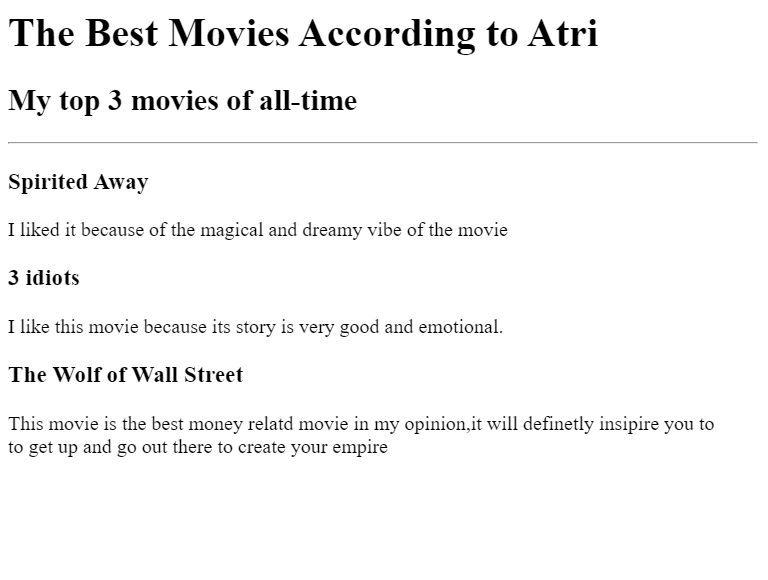 The Best Movies According to Atri
My top 3 movies of all-time
Spirited Away
I liked it because of the magical and dreamy vibe of the movie
3 idiots
I like this movie because its story is very good and emotional.
The Wolf of Wall Street
This movie is the best money relatd movie in my opinion,it will definetly insipire you to
to get up and go out there to create your empire